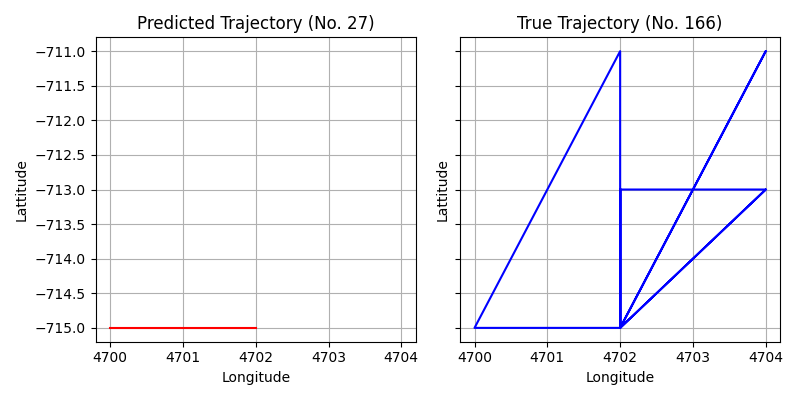 Predicted Trajectory (No. 27)
True Trajectory (No. 166)
−711.0
−711.5
−712.0
−712.5
−713.0
−713.5
−714.0
−714.5
−715.0
Lattitude
4700 4701 4702 4703 4704
Longitude
Lattitude
4700 4701 4702 4703 4704
Longitude